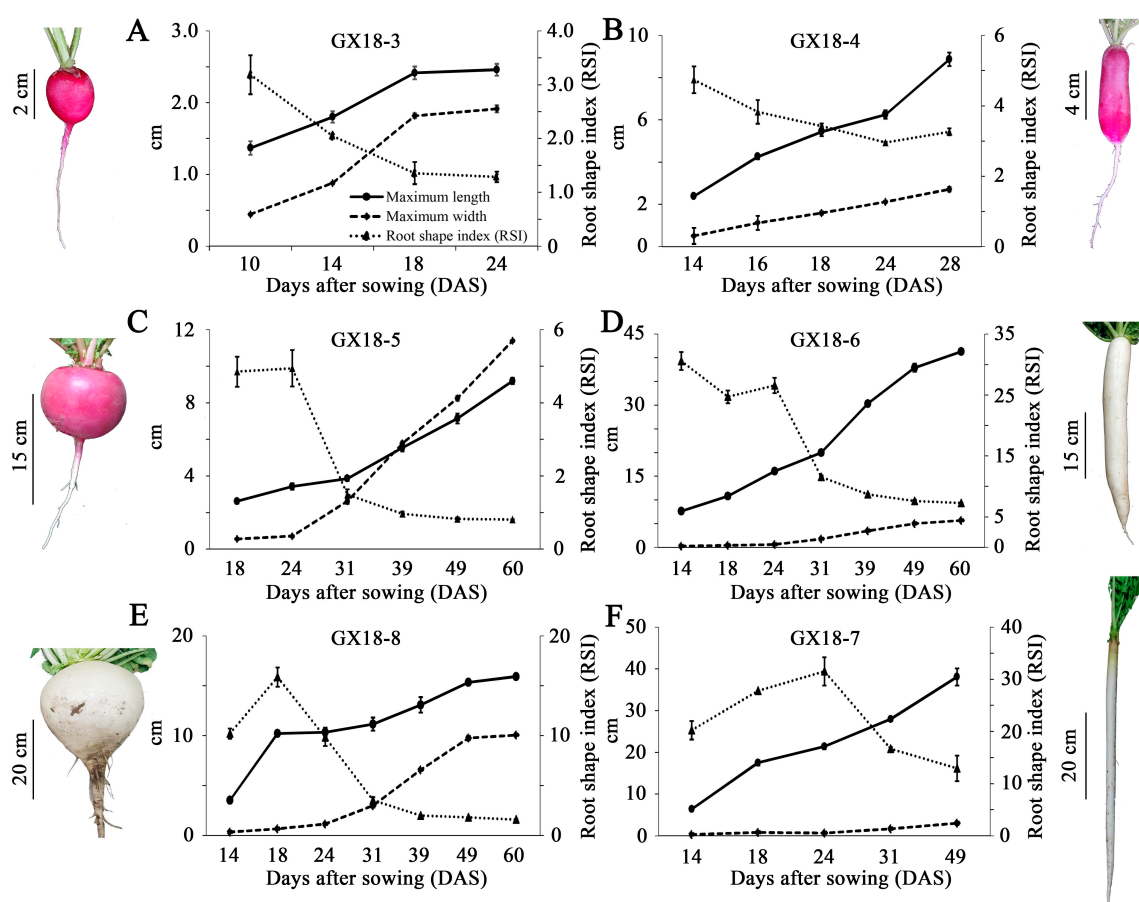 A
GX18-3
3.0
2.0
1.0
0
cm
4.0
3.0
2.0
1.0
0
Root shape index (RSI)
Maximum length
Maximum width
Root shape index (RSI)
10 14 18 24
Days after sowing (DAS)
2 cm
B
GX18-4
10
6
2
0
cm
6
4
2
0
Root shape index (RSI)
14 16 18 24 28
Days after sowing (DAS)
4 cm
C
GX18-5
12
8
4
0
cm
6
4
2
0
Root shape index (RSI)
18 24 31 39 49 60
Days after sowing (DAS)
15 cm
D
GX18-6
45
30
15
0
cm
35
25
15
5
0
Root shape index (RSI)
14 18 24 31 39 49 60
Days after sowing (DAS)
15 cm
E
GX18-8
20
10
0
cm
20
10
0
Root shape index (RSI)
14 18 24 31 39 49 60
Days after sowing (DAS)
20 cm
F
GX18-7
50
40
30
20
10
0
cm
40
30
20
10
0
Root shape index (RSI)
14 18 24 31 49
Days after sowing (DAS)
20 cm